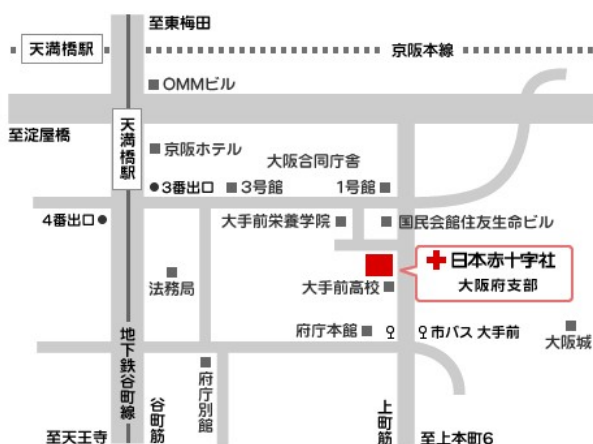 至東梅田
天満橋駅
京阪本線
OMMビル
至淀屋橋
天満橋駅
京阪ホテル
大阪合同庁舎
3番出口
3号館
1号館
4番出口
大手前栄養学院
国民会館住友生命ビル
日本赤十字社
大阪府支部
法務局
大手前高校
府庁本館
市バス 大手前
大阪城
地下鉄谷町線
府庁別館
谷町筋
上町筋
至天王寺
至上本町6